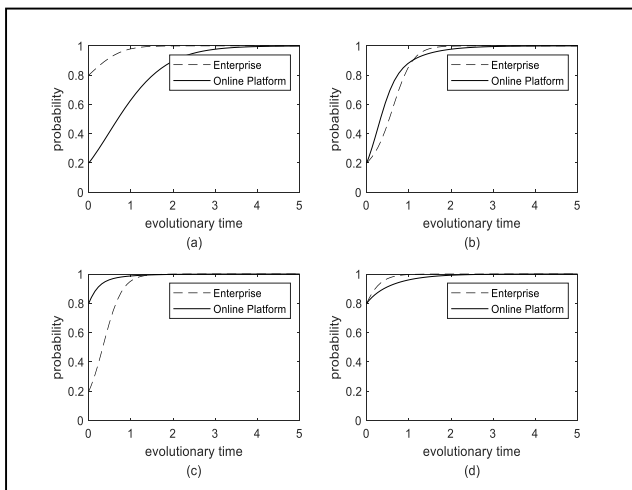 1
0.8
0.6
0.4
0.2
0
probability
Enterprise
Online Platform
0 1 2 3 4 5
evolutionary time
(a)
1
0.8
0.6
0.4
0.2
0
probability
Enterprise
Online Platform
0 1 2 3 4 5
evolutionary time
(b)
1
0.8
0.6
0.4
0.2
0
probability
Enterprise
Online Platform
0 1 2 3 4 5
evolutionary time
(c)
1
0.8
0.6
0.4
0.2
0
probability
Enterprise
Online Platform
0 1 2 3 4 5
evolutionary time
(d)